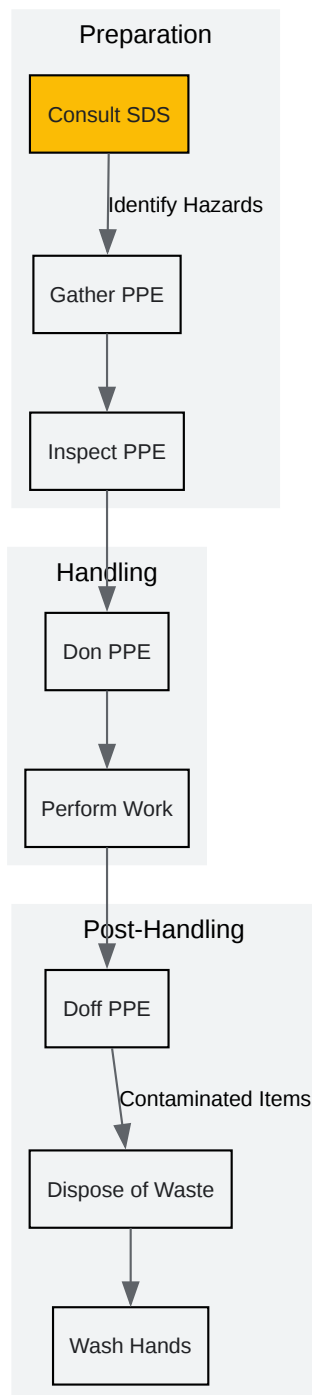 Preparation
Consult SDS
Identify Hazards
Gather PPE
Inspect PPE
Handling
Don PPE
Perform Work
Post-Handling
Doff PPE
Contaminated Items
Dispose of Waste
Wash Hands